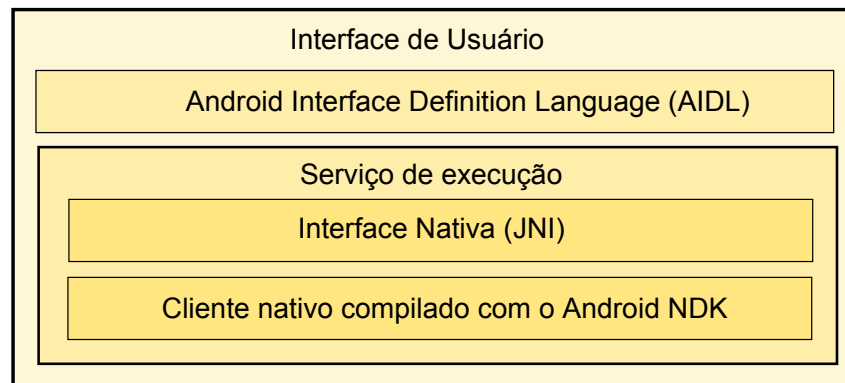 Interface de Usuário
Android Interface Definition Language (AIDL)
Serviço de execução
Interface Nativa (JNI)
Cliente nativo compilado com o Android NDK